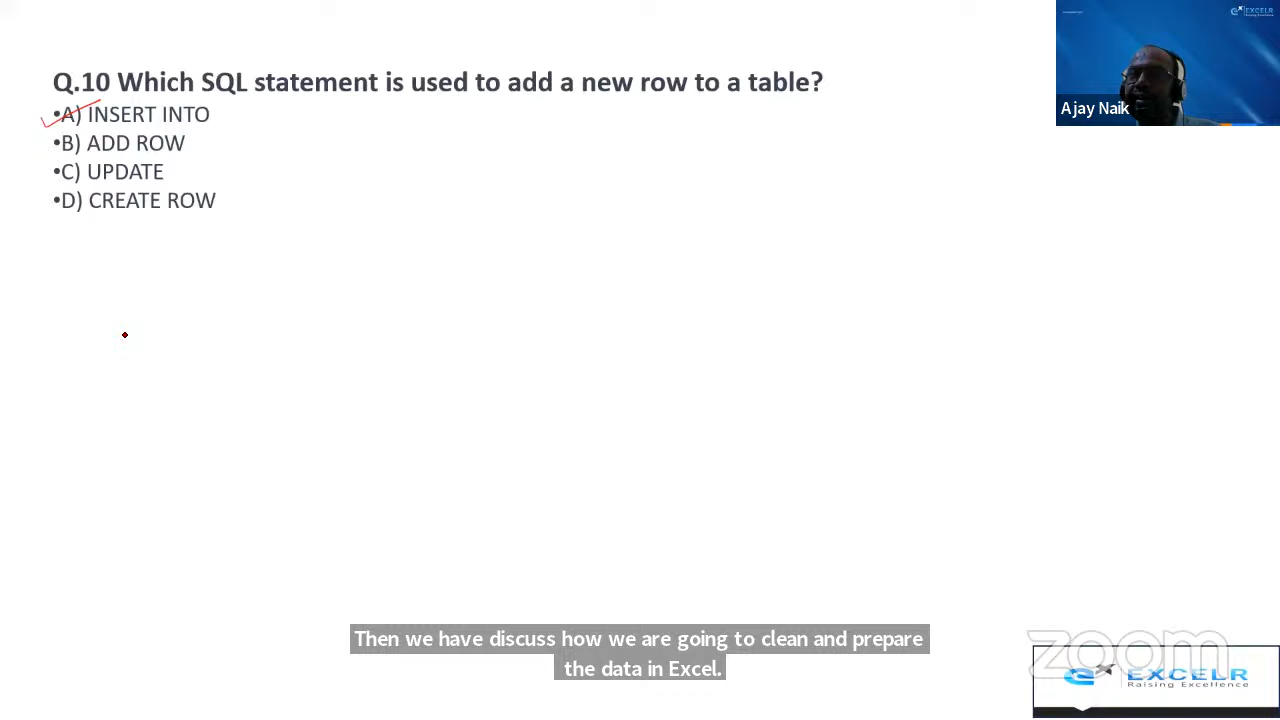 EXCELR
Raising Excellence
Q.10 Which SQL statement is used to add a new row to a table?
•A) INSERT INTO
•B) ADD ROW
•C) UPDATE
•D) CREATE ROW
Ajay Naik
Then we have discuss how we are going to clean and prepare
the data in Excel.
zoom
EXCELR
Raising Excellence